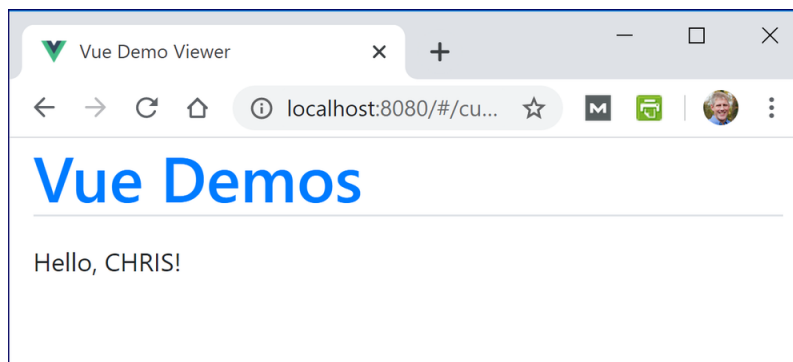 Vue Demo Viewer
localhost:8080/#/cu...
M
Vue Demos
Hello, CHRIS!